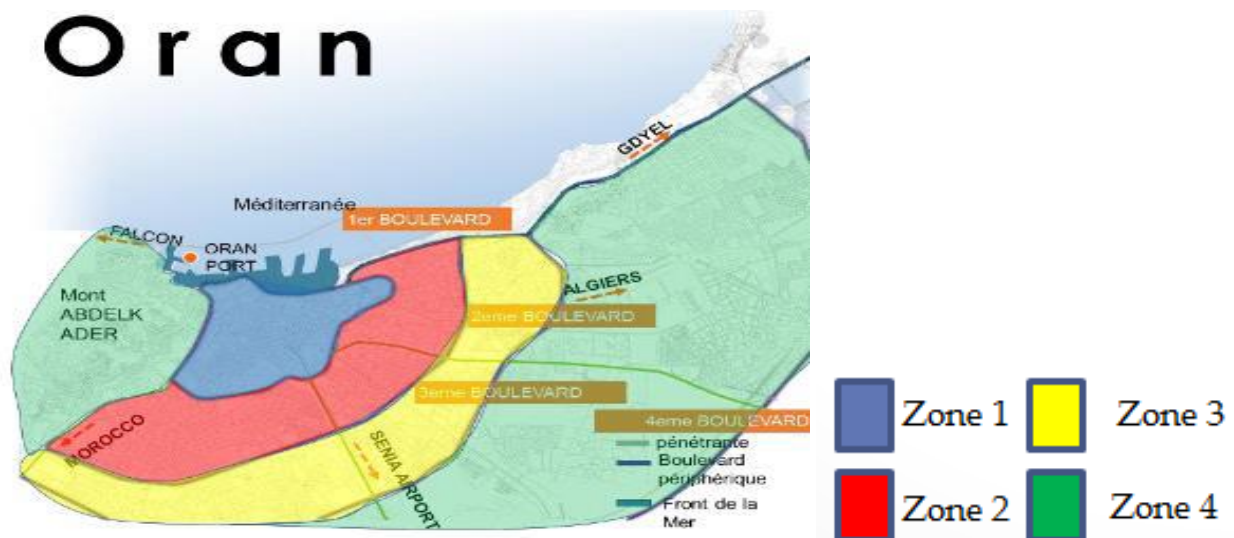 Oran
GDYEL
Méditerranée
1er BOULEVARD
FALCON
ORAN
PORT
ALGIERS
Mont
ABDELK
ADER
2eme BOULEVARD
3eme BOULEVARD
4eme BOULEVARD
MOROCCO
SENIA ARPORT
pénétrante
Boulevard
périphérique
Front de la
Mer
Zone 1
Zone 3
Zone 2
Zone 4